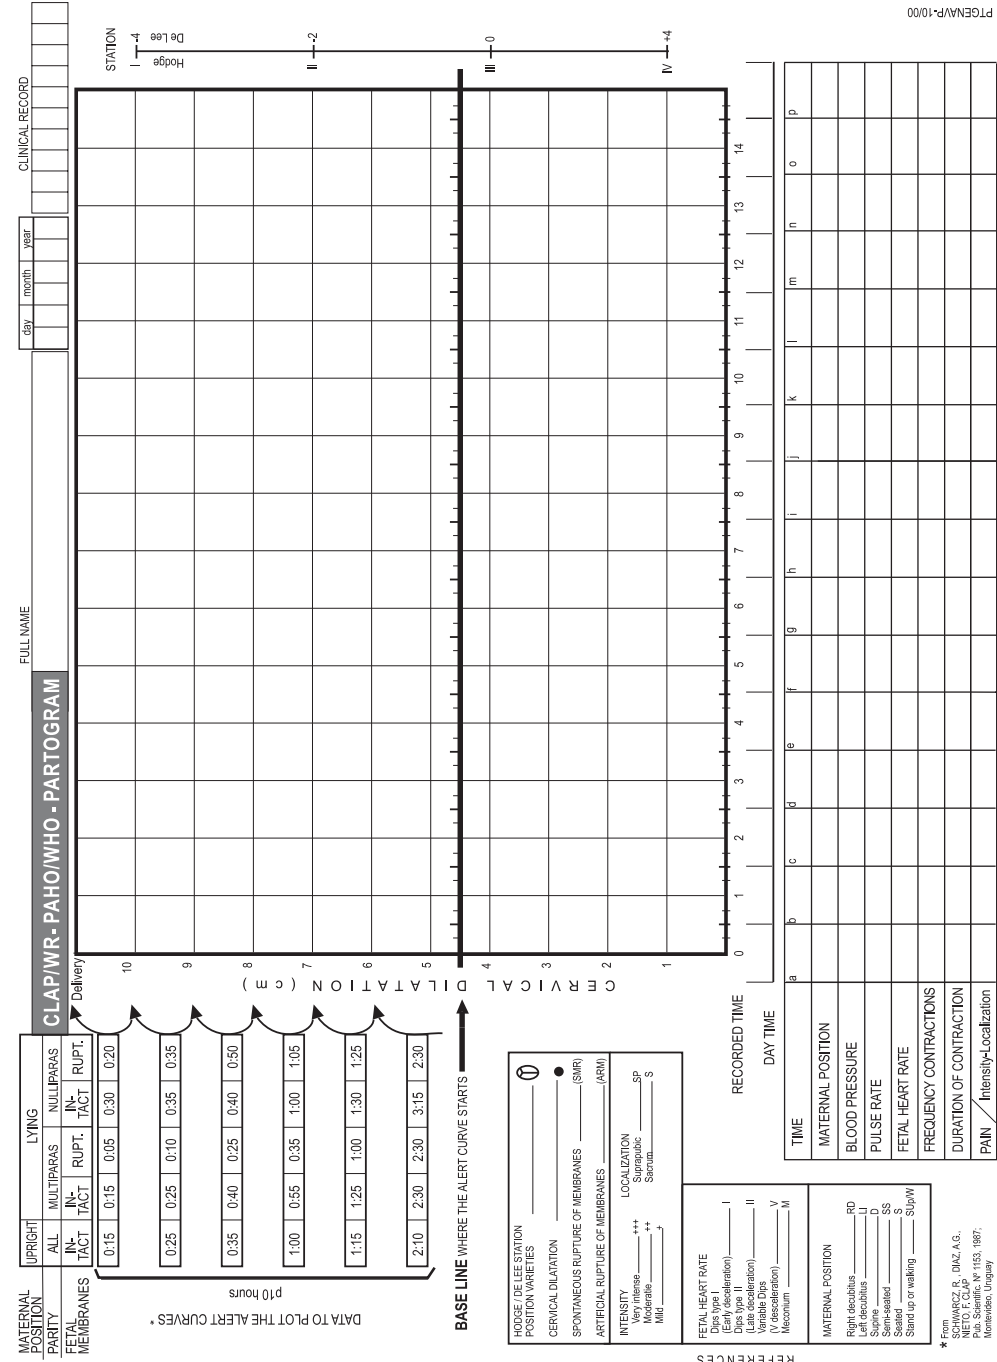 CLAP/WR- PAHO/WHO - PARTOGRAM
FULL NAME
day month year
CLINICAL RECORD
MATERNAL POSITION
UPRIGHT
LYING
PARITY
ALL
MULTIPARAS
NULLIPARAS
FETAL MEMBRANES
IN-TACT
IN-TACT
RUPT.
IN-TACT
RUPT.
0:15 0:15 0:05 0:30 0:20
0:25 0:25 0:10 0:35 0:35
0:35 0:40 0:25 0:40 0:50
1:00 0:55 0:35 1:00 1:05
1:15 1:25 1:00 1:30 1:25
2:10 2:30 2:30 3:15 2:30
DATA TO PLOT THE ALERT CURVES *
p10 hours
BASE LINE WHERE THE ALERT CURVE STARTS
Delivery
10
9
8
7
6
5
4
3
2
1
CERVICAL DILATATION (cm)
STATION
Hodge
De Lee
I -4
II -2
III 0
IV +4
0 1 2 3 4 5 6 7 8 9 10 11 12 13 14
RECORDED TIME
DAY TIME
REFERENCES
HODGE / DE LEE STATION
POSITION VARIETIES
CERVICAL DILATATION
SPONTANEOUS RUPTURE OF MEMBRANES (SMR)
ARTIFICIAL RUPTURE OF MEMBRANES (ARM)
INTENSITY
Very intense +++
Moderatie ++
Mild +
LOCALIZATION
Suprapubic SP
Sacrum S
FETAL HEART RATE
Dips type I
(Early deceleration) I
Dips type II
(Late deceleration) II
Variable Dips
(V desceleration) V
Meconium M
MATERNAL POSITION
Right decubitus RD
Left decubitus LI
Supine D
Semi-seated SS
Seated S
Stand up or walking SUp/W
TIME
a b c d e f g h i j k l m n o p
MATERNAL POSITION
BLOOD PRESSURE
PULSE RATE
FETAL HEART RATE
FREQUENCY CONTRACTIONS
DURATION OF CONTRACTION
PAIN Intensity-Localization
* From
SCHWARCZ, R., DIAZ, A.G.,
NIETO, F. CLAP
Pub. Scientific. Nº 1153, 1987;
Montevideo, Uruguay
PTGENAVP-10/00